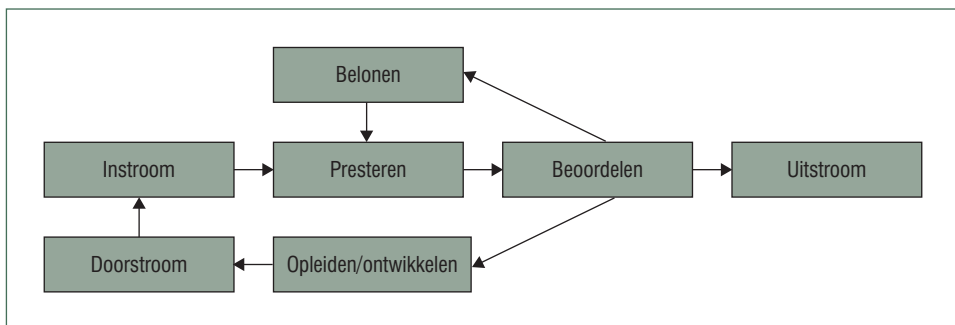 Belonen
Instroom
Presteren
Beoordelen
Uitstroom
Doorstroom
Opleiden/ontwikkelen